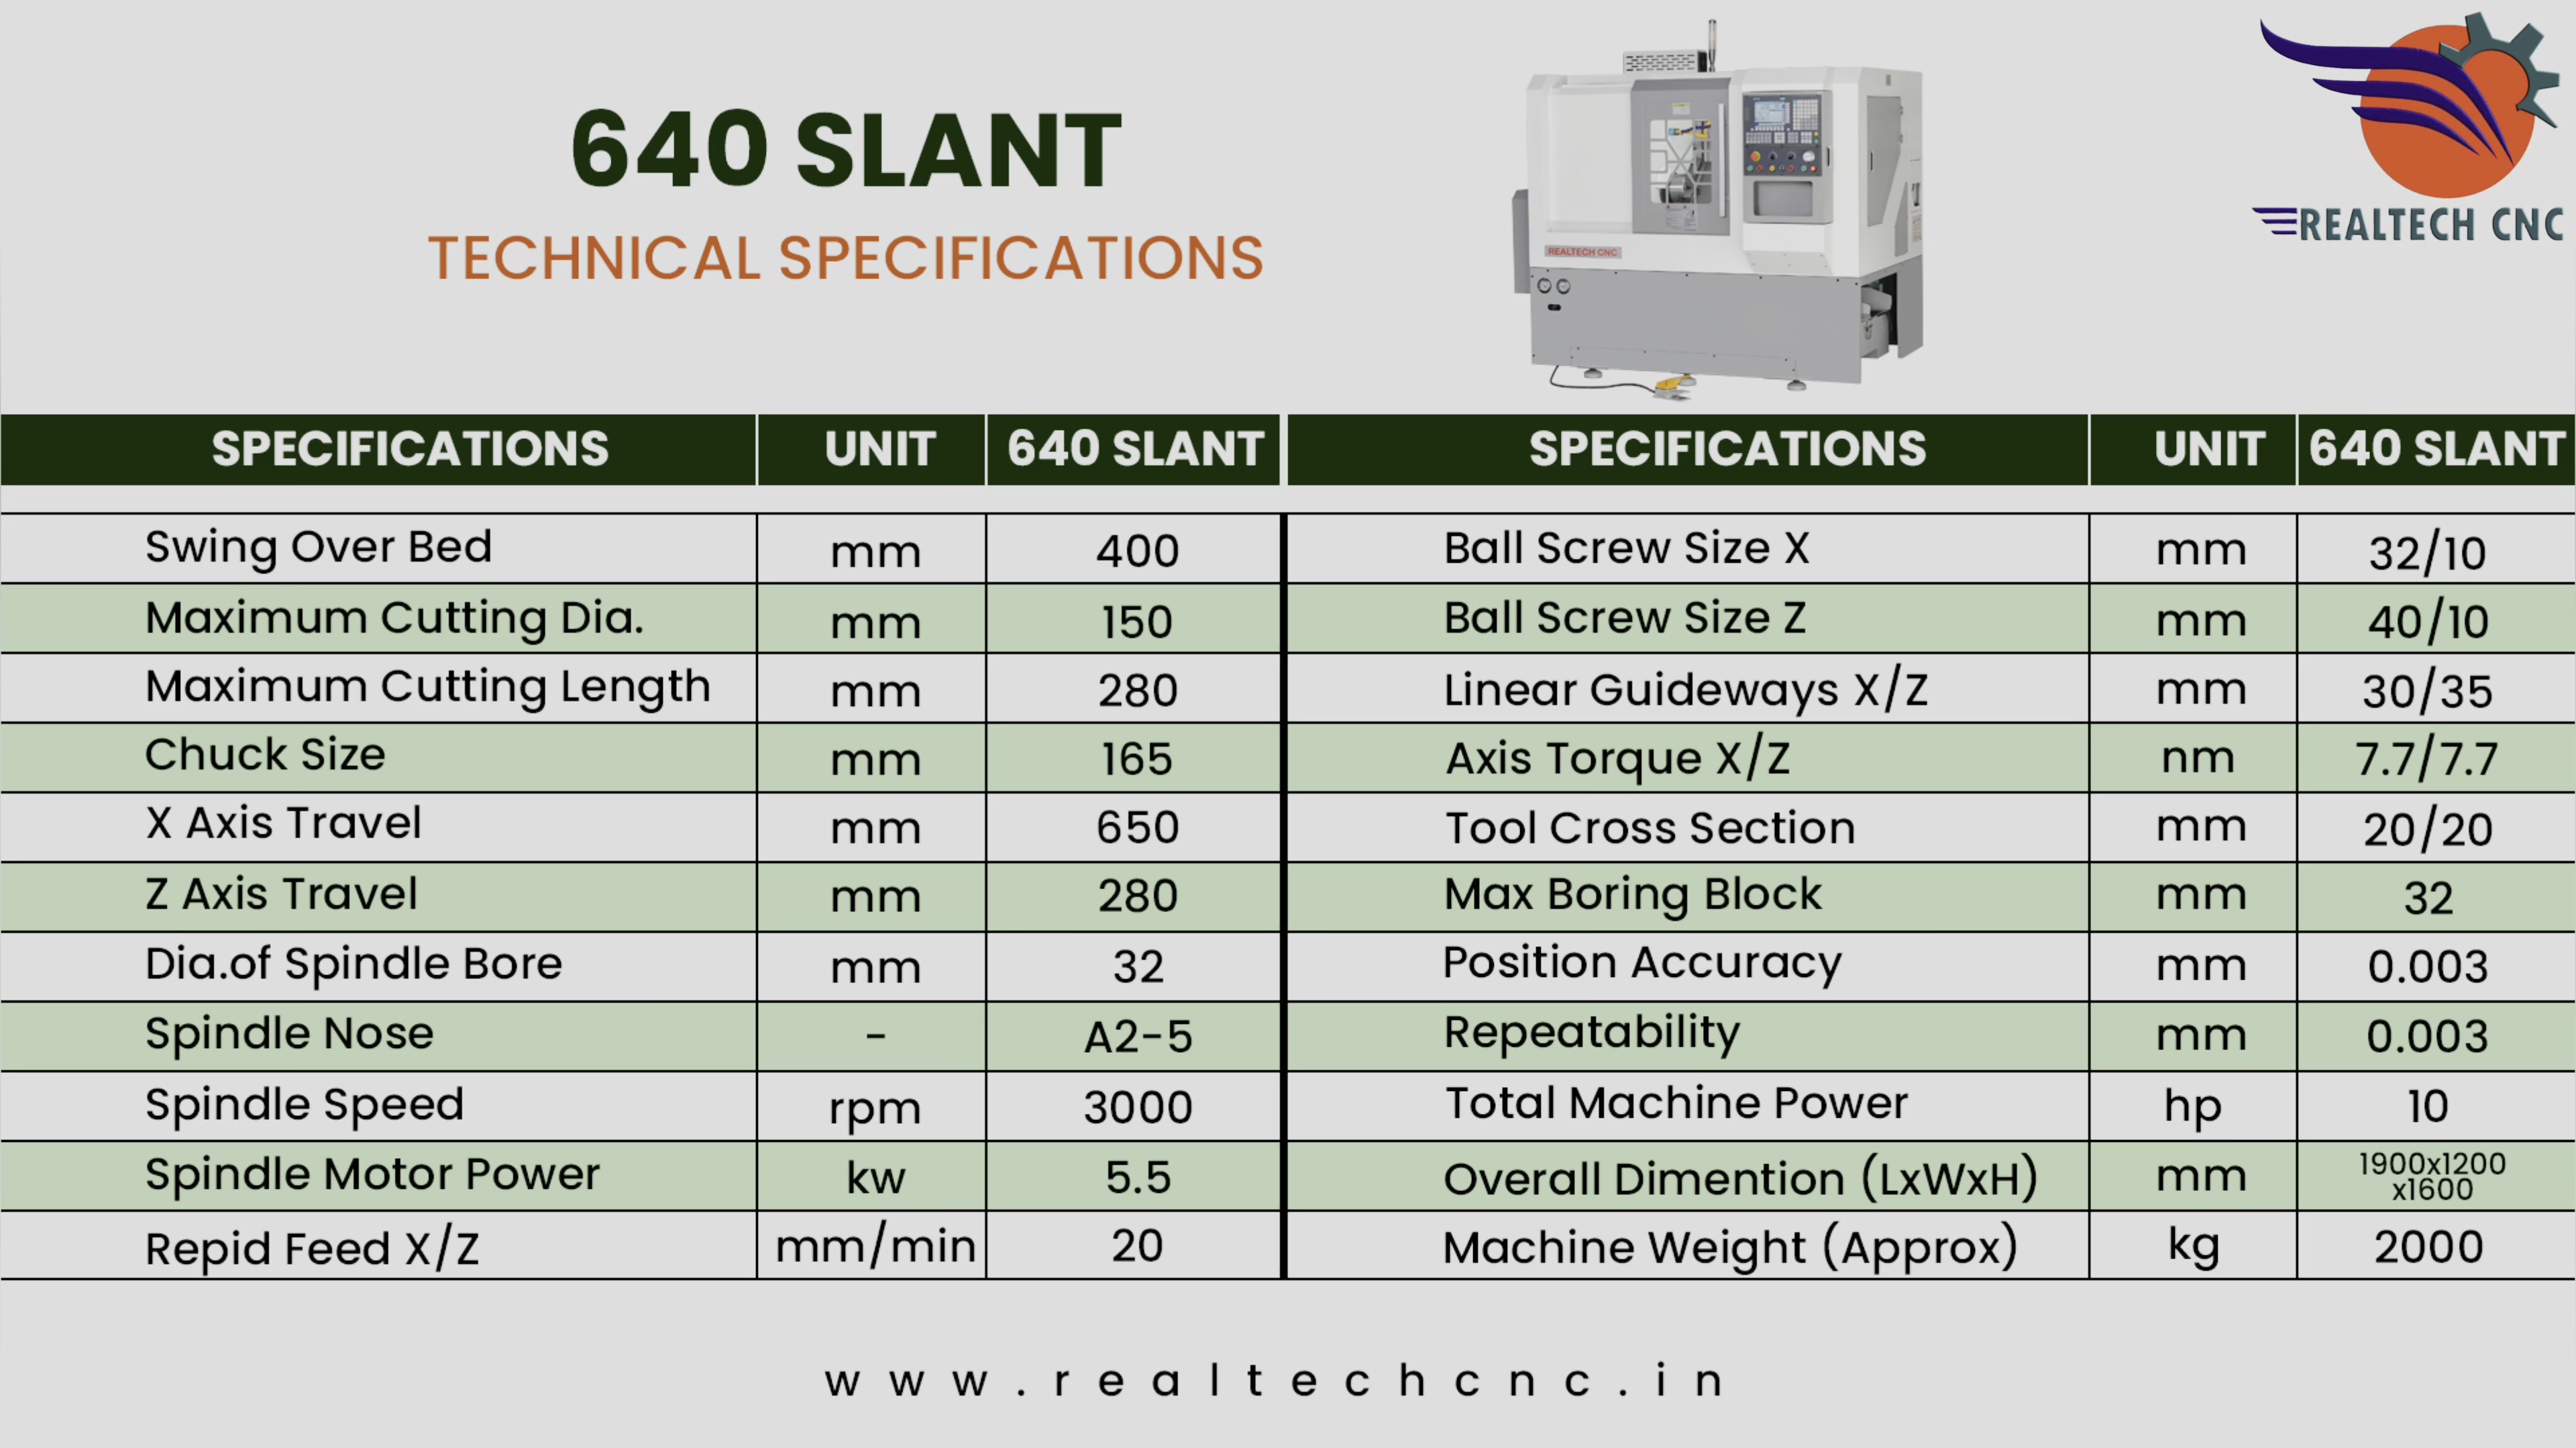 640 SLANT
TECHNICAL SPECIFICATIONS
REALTECH CNC
REALTECH CNC
SPECIFICATIONS UNIT 640 SLANT SPECIFICATIONS UNIT 640 SLANT
Swing Over Bed mm 400 Ball Screw Size X mm 32/10
Maximum Cutting Dia. mm 150 Ball Screw Size Z mm 40/10
Maximum Cutting Length mm 280 Linear Guideways X/Z mm 30/35
Chuck Size mm 165 Axis Torque X/Z nm 7.7/7.7
X Axis Travel mm 650 Tool Cross Section mm 20/20
Z Axis Travel mm 280 Max Boring Block mm 32
Dia.of Spindle Bore mm 32 Position Accuracy mm 0.003
Spindle Nose - A2-5 Repeatability mm 0.003
Spindle Speed rpm 3000 Total Machine Power hp 10
Spindle Motor Power kw 5.5 Overall Dimention (LxWxH) mm 1900x1200
x1600
Repid Feed X/Z mm/min 20 Machine Weight (Approx) kg 2000
www.realtechcnc.in